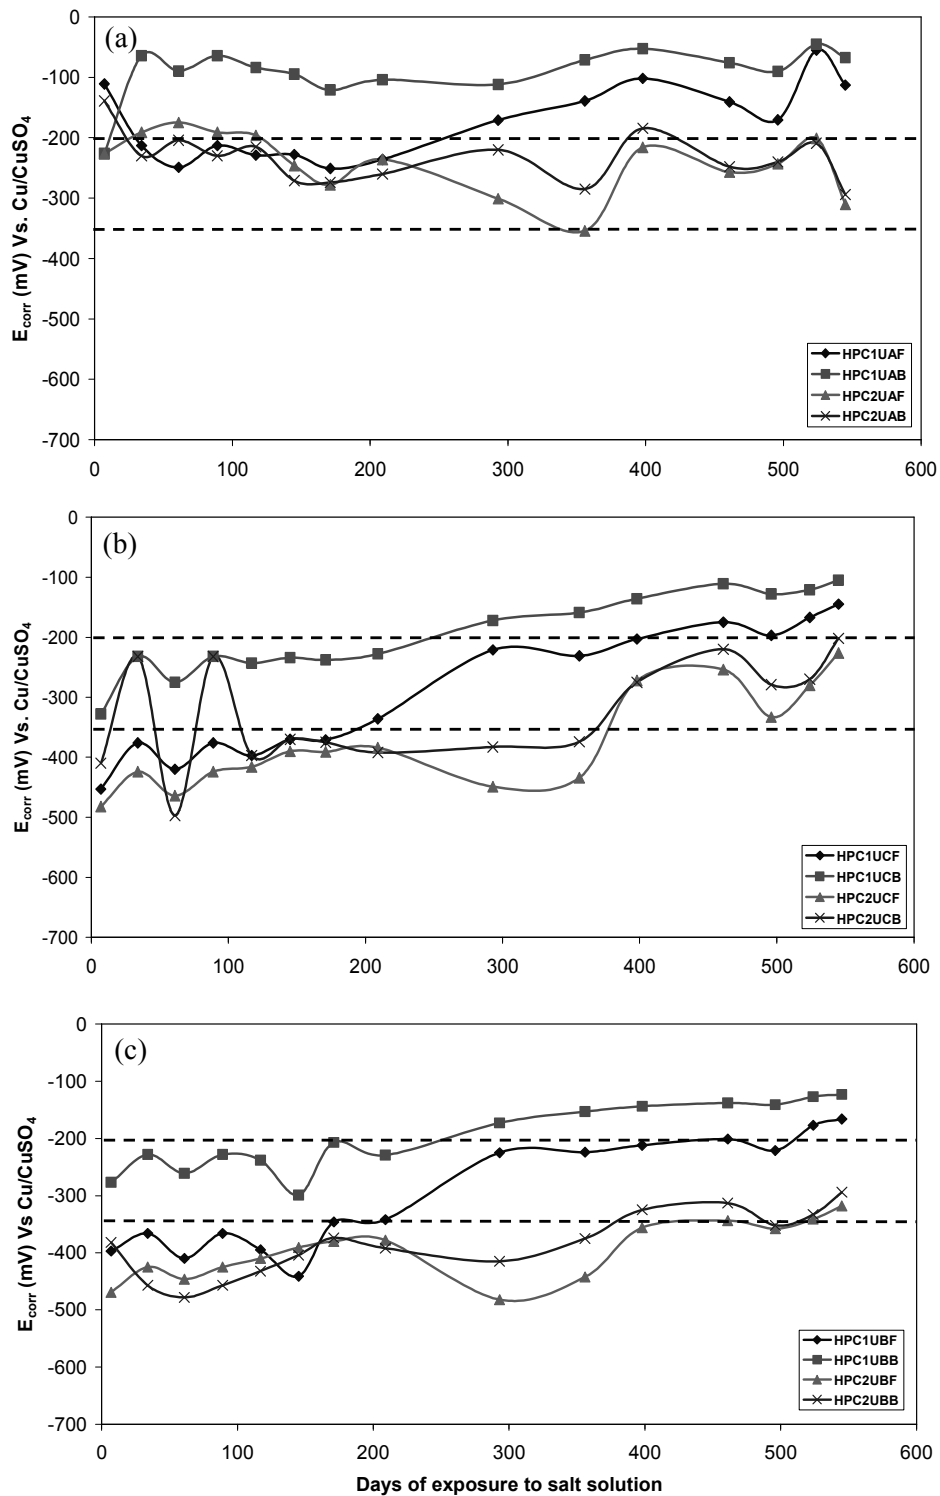 (a)
0
-100
-200
-300
-400
-500
-600
-700
E_corr (mV) Vs. Cu/CuSO₄
HPC1UAF
HPC1UAB
HPC2UAF
HPC2UAB
0 100 200 300 400 500 600
(b)
0
-100
-200
-300
-400
-500
-600
-700
E_corr (mV) Vs. Cu/CuSO₄
HPC1UCF
HPC1UCB
HPC2UCF
HPC2UCB
0 100 200 300 400 500 600
(c)
0
-100
-200
-300
-400
-500
-600
-700
E_corr (mV) Vs Cu/CuSO₄
HPC1UBF
HPC1UBB
HPC2UBF
HPC2UBB
0 100 200 300 400 500 600
Days of exposure to salt solution